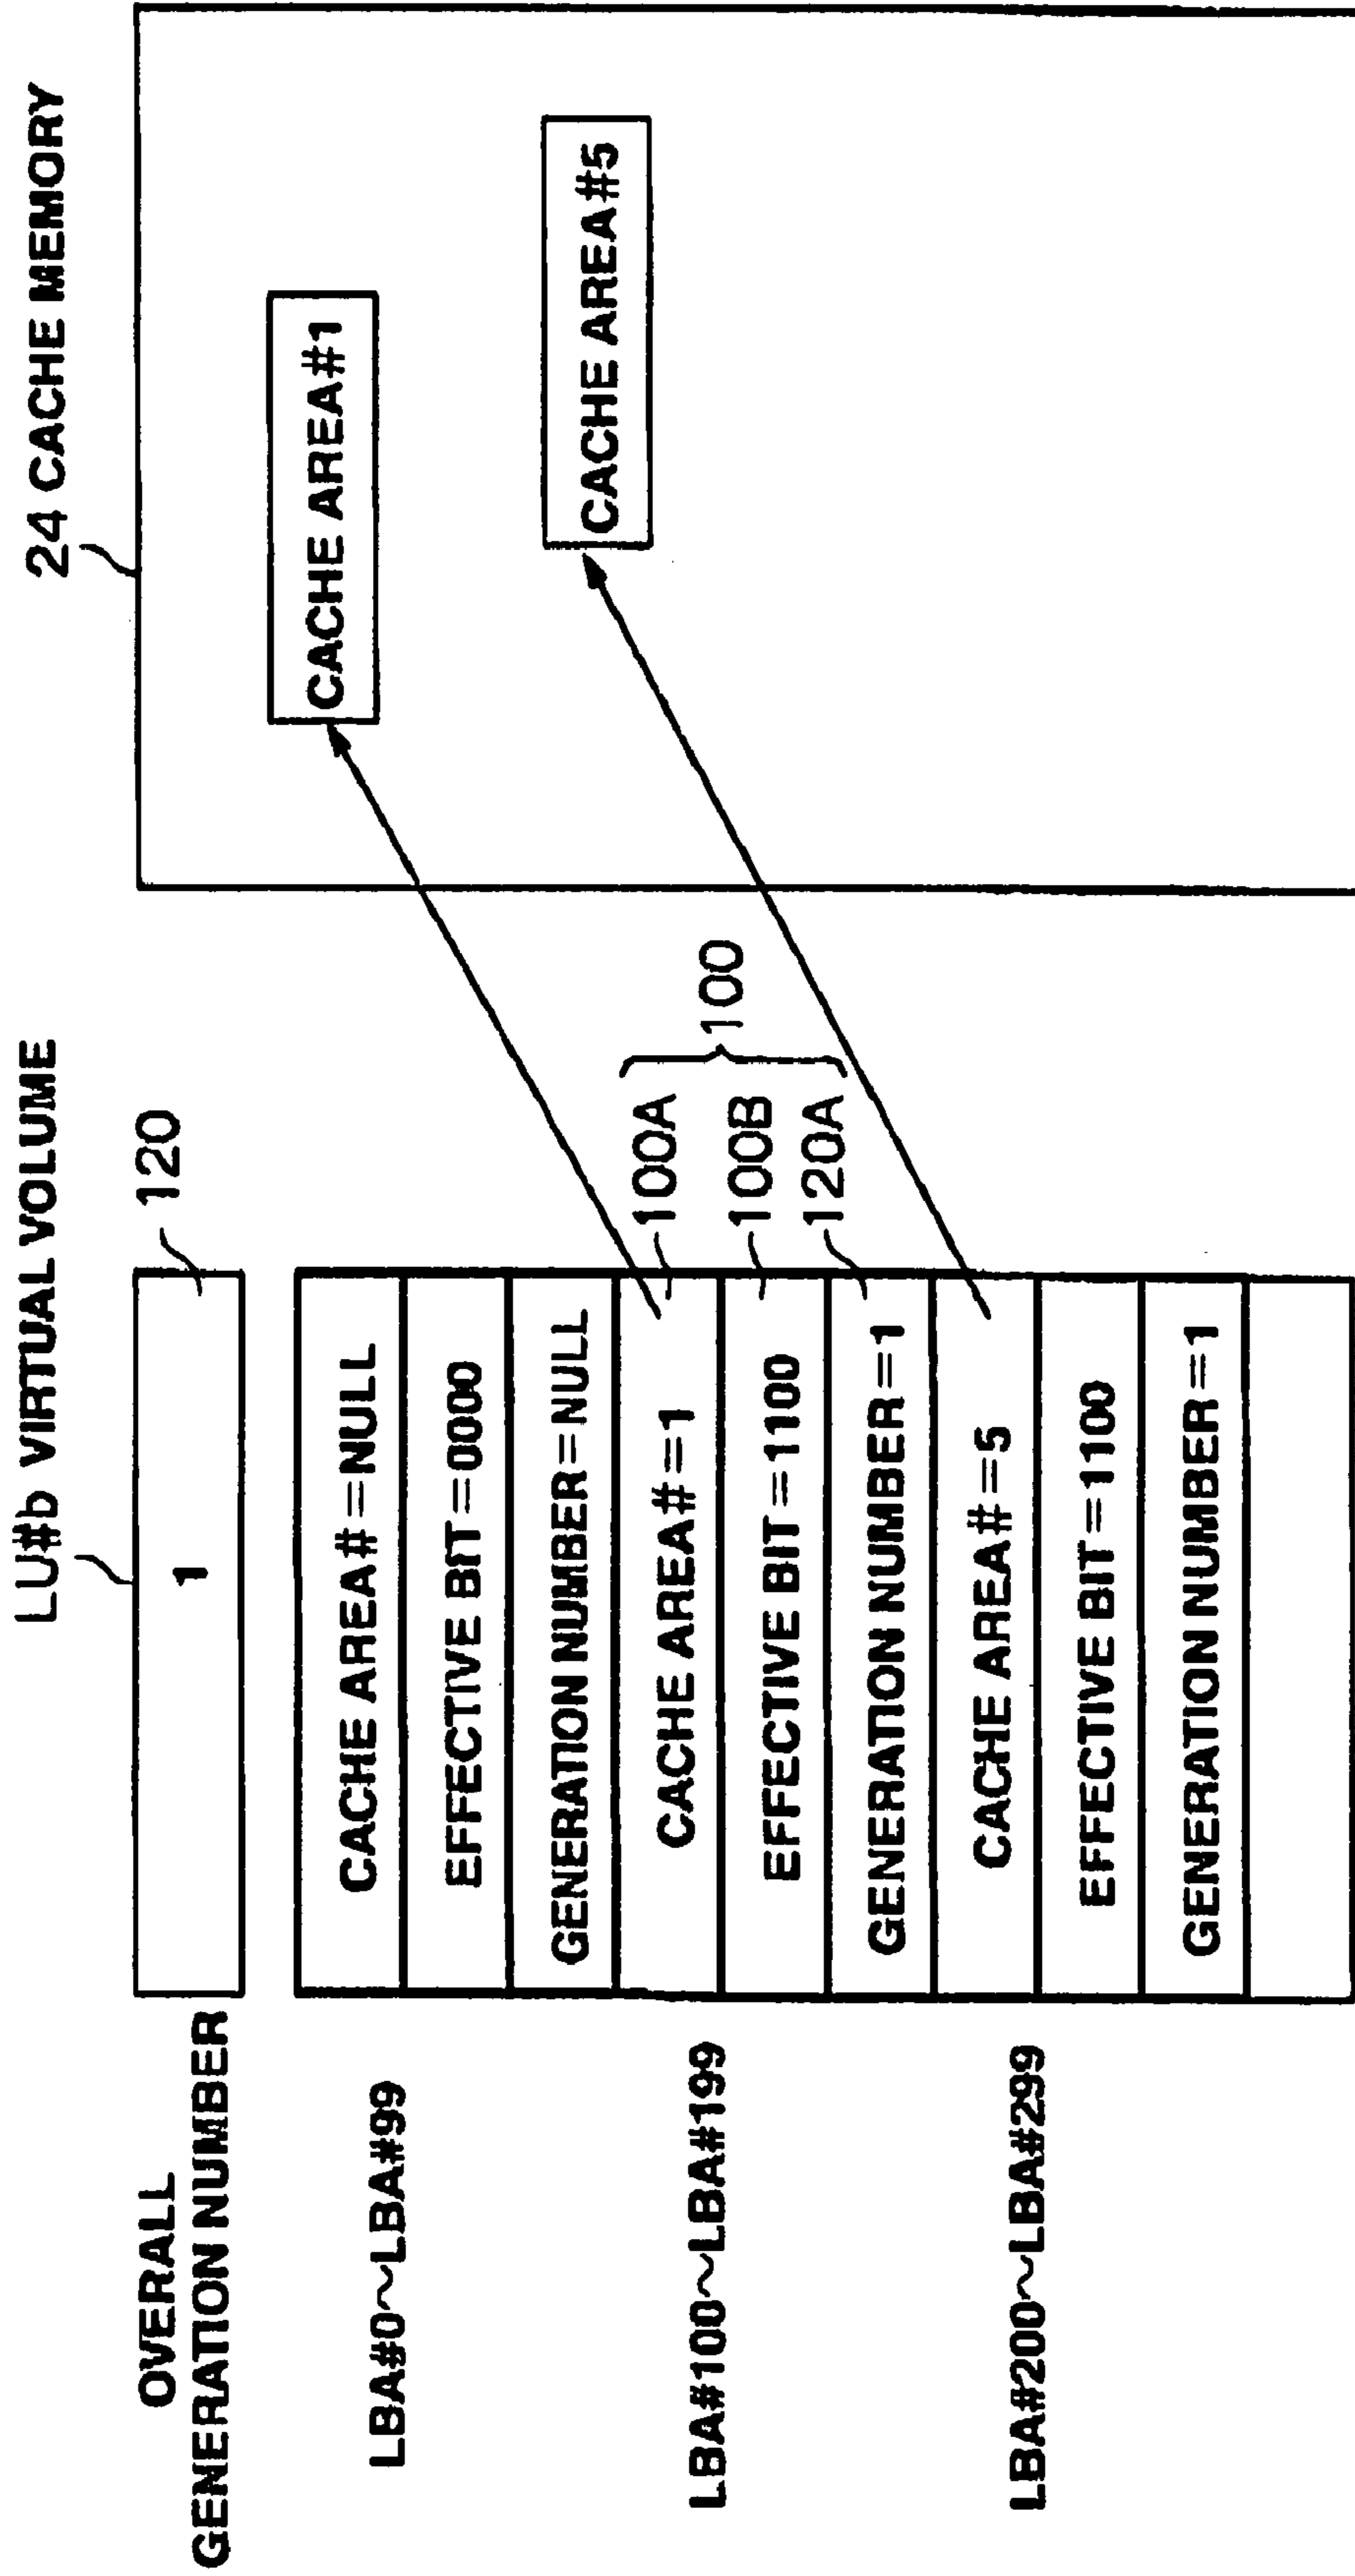 LU#b VIRTUAL VOLUME
24 CACHE MEMORY
OVERALL
GENERATION NUMBER
1
120
LBA#0~LBA#99
CACHE AREA#=NULL
EFFECTIVE BIT=0000
GENERATION NUMBER=NULL
LBA#100~LBA#199
CACHE AREA#=1
100A
EFFECTIVE BIT=1100
100B
GENERATION NUMBER=1
120A
100
LBA#200~LBA#299
CACHE AREA#=5
EFFECTIVE BIT=1100
GENERATION NUMBER=1
CACHE AREA#1
CACHE AREA#5